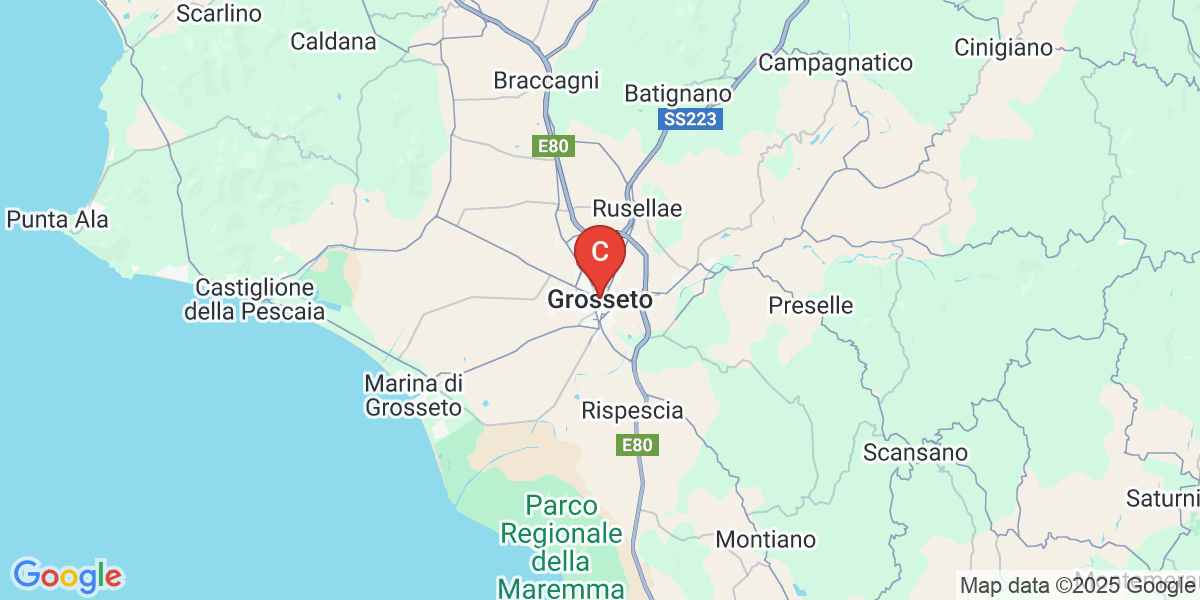 Scarlino
Caldana
Cinigiano
Campagnatico
Braccagni
Batignano
SS223
E80
Rusellae
Punta Ala
C
Castiglione
della Pescaia
Grosseto
Preselle
Marina di
Grosseto
Rispescia
E80
Scansano
Saturni
Parco
Regionale
della
Maremma
Montiano
Google
Map data ©2025 Google